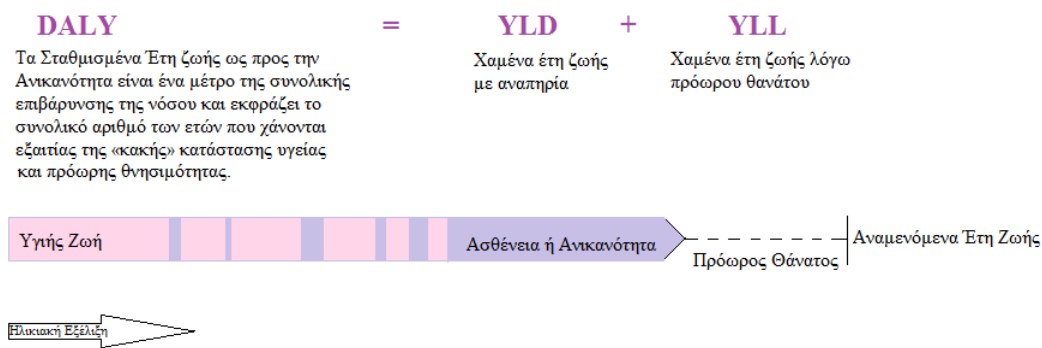 DALY = YLD + YLL
Τα Σταθμισμένα Έτη ζωής ως προς την
Ανικανότητα είναι ένα μέτρο της συνολικής
επιβάρυνσης της νόσου και εκφράζει το
συνολικό αριθμό των ετών που χάνονται
εξαιτίας της «κακής» κατάστασης υγείας
και πρόωρης θνησιμότητας.
Χαμένα έτη ζωής
με αναπηρία
Χαμένα έτη ζωής λόγω
πρόωρου θανάτου
Υγιής Ζωή
Ασθένεια ή Ανικανότητα
Πρόωρος Θάνατος
Αναμενόμενα Έτη Ζωής
Ηλικιακή Εξέλιξη